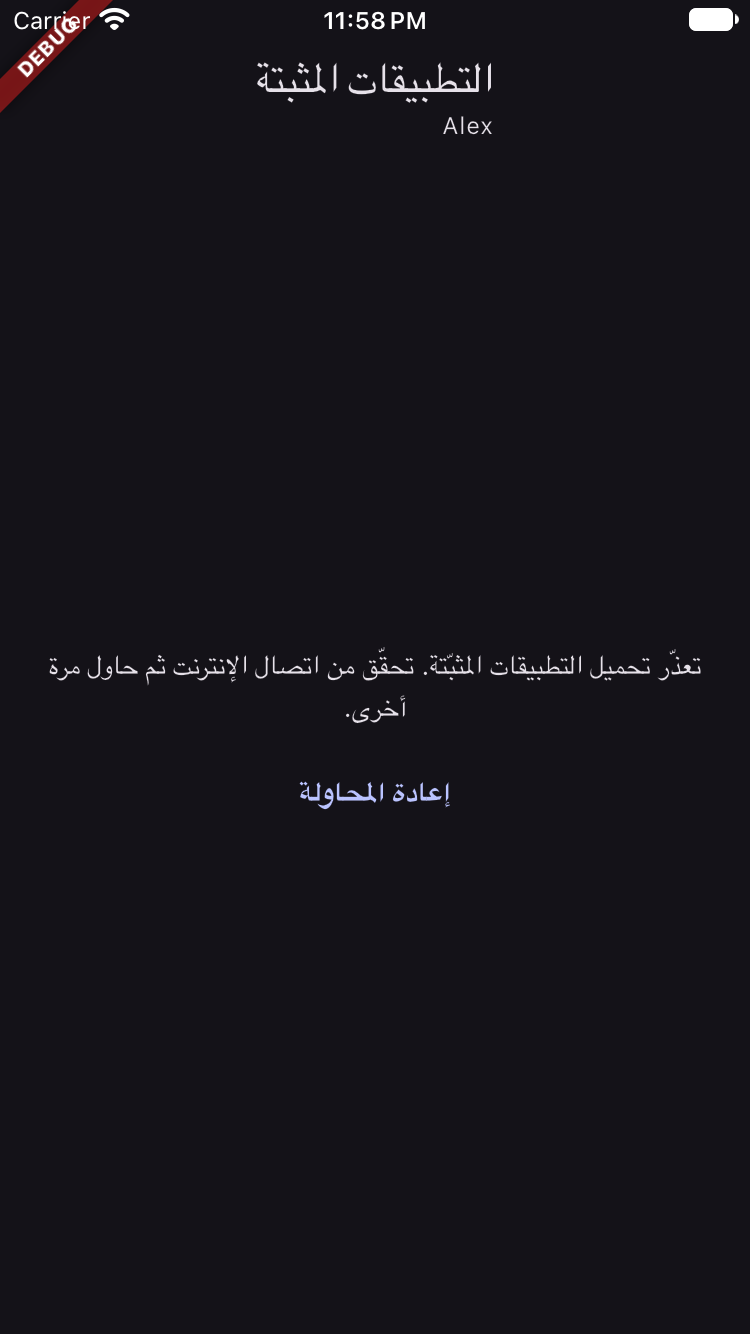 Carrier 11:58 PM
DEBUG
التطبيقات المثبتة
Alex
تعذّر تحميل التطبيقات المثبّتة. تحقّق من اتصال الإنترنت ثم حاول مرة
أخرى.
إعادة المحاولة